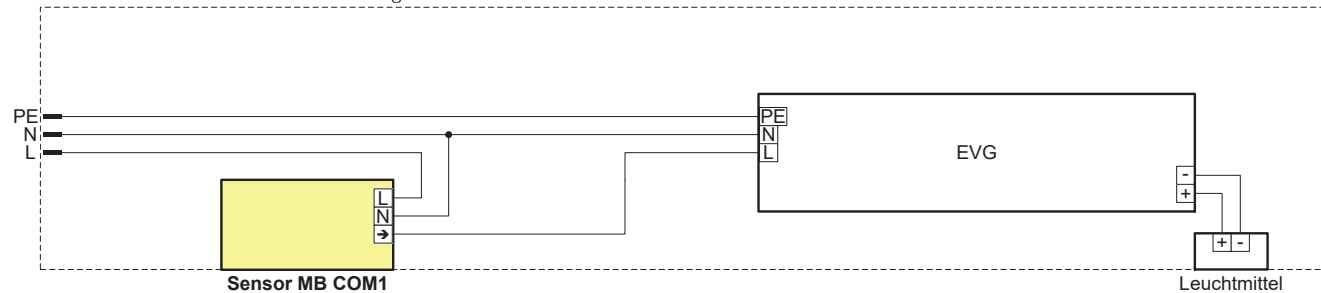 PE
N
L
PE
N
L
EVG
L
N
➔
-
+
+ -
Sensor MB COM1
Leuchtmittel